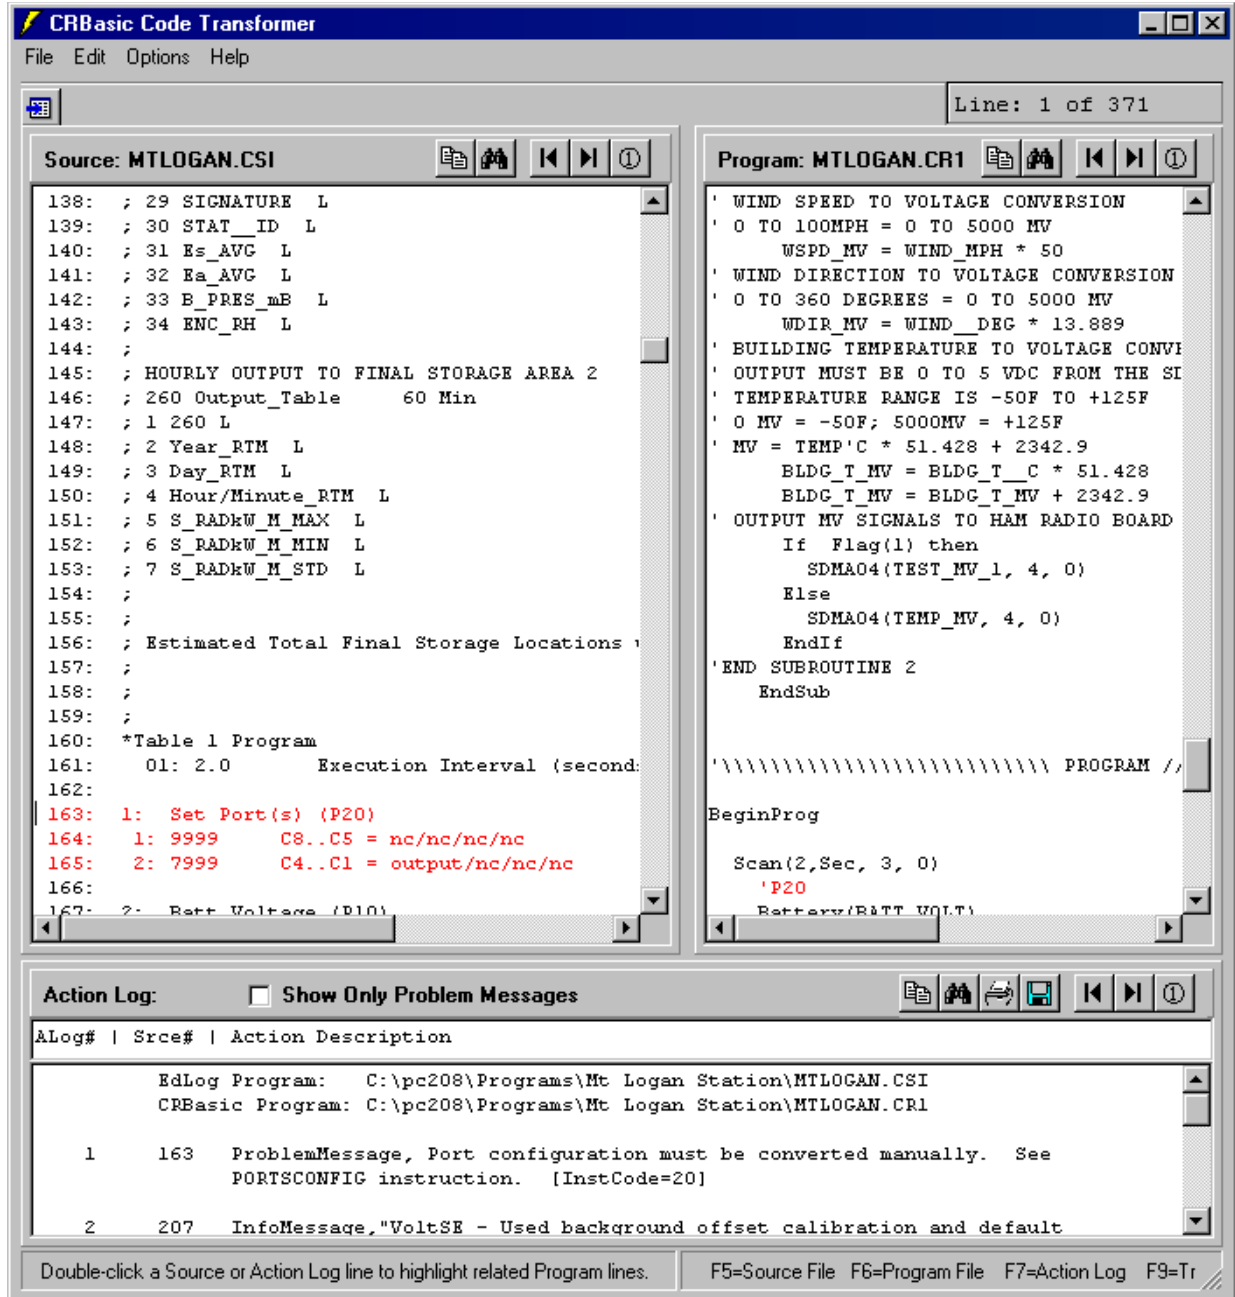 CRBasic Code Transformer
File Edit Options Help
Line: 1 of 371
Source: MTLOGAN.CSI
138: ; 29 SIGNATURE L
139: ; 30 STAT__ID L
140: ; 31 Es_AVG L
141: ; 32 Ea_AVG L
142: ; 33 B_PRES_mB L
143: ; 34 ENC_RH L
144: ;
145: ; HOURLY OUTPUT TO FINAL STORAGE AREA 2
146: ; 260 Output_Table 60 Min
147: ; 1 260 L
148: ; 2 Year_RTM L
149: ; 3 Day_RTM L
150: ; 4 Hour/Minute_RTM L
151: ; 5 S_RADkW_M_MAX L
152: ; 6 S_RADkW_M_MIN L
153: ; 7 S_RADkW_M_STD L
154: ;
155: ;
156: ; Estimated Total Final Storage Locations
157: ;
158: ;
159: ;
160: *Table 1 Program
161: 01: 2.0 Execution Interval (second
162:
163: 1: Set Port(s) (P20)
164: 1: 9999 C8..C5 = nc/nc/nc/nc
165: 2: 7999 C4..C1 = output/nc/nc/nc
166:
167: 2: Batt Voltage (P10)
Program: MTLOGAN.CR1
' WIND SPEED TO VOLTAGE CONVERSION
' 0 TO 100MPH = 0 TO 5000 MV
WSPD_MV = WIND_MPH * 50
' WIND DIRECTION TO VOLTAGE CONVERSION
' 0 TO 360 DEGREES = 0 TO 5000 MV
WDIR_MV = WIND__DEG * 13.889
' BUILDING TEMPERATURE TO VOLTAGE CONVE
' OUTPUT MUST BE 0 TO 5 VDC FROM THE SI
' TEMPERATURE RANGE IS -50F TO +125F
' 0 MV = -50F; 5000MV = +125F
' MV = TEMP'C * 51.428 + 2342.9
BLDG_T_MV = BLDG_T__C * 51.428
BLDG_T_MV = BLDG_T_MV + 2342.9
' OUTPUT MV SIGNALS TO HAM RADIO BOARD
If Flag(1) then
SDMA04(TEST_MV_1, 4, 0)
Else
SDMA04(TEMP_MV, 4, 0)
EndIf
'END SUBROUTINE 2
EndSub
'\\\\\\\\\\\\\\\\\\\\\\\\\\\ PROGRAM //
BeginProg
Scan(2,Sec, 3, 0)
'P20
Battery(BATT_VOLT)
Action Log:
Show Only Problem Messages
ALog# | Srce# | Action Description
EdLog Program: C:\pc208\Programs\Mt Logan Station\MTLOGAN.CSI
CRBasic Program: C:\pc208\Programs\Mt Logan Station\MTLOGAN.CR1
1 163 ProblemMessage, Port configuration must be converted manually. See
PORTSCONFIG instruction. [InstCode=20]
2 207 InfoMessage,"VoltSE - Used background offset calibration and default
Double-click a Source or Action Log line to highlight related Program lines.
F5=Source File F6=Program File F7=Action Log F9=Tr